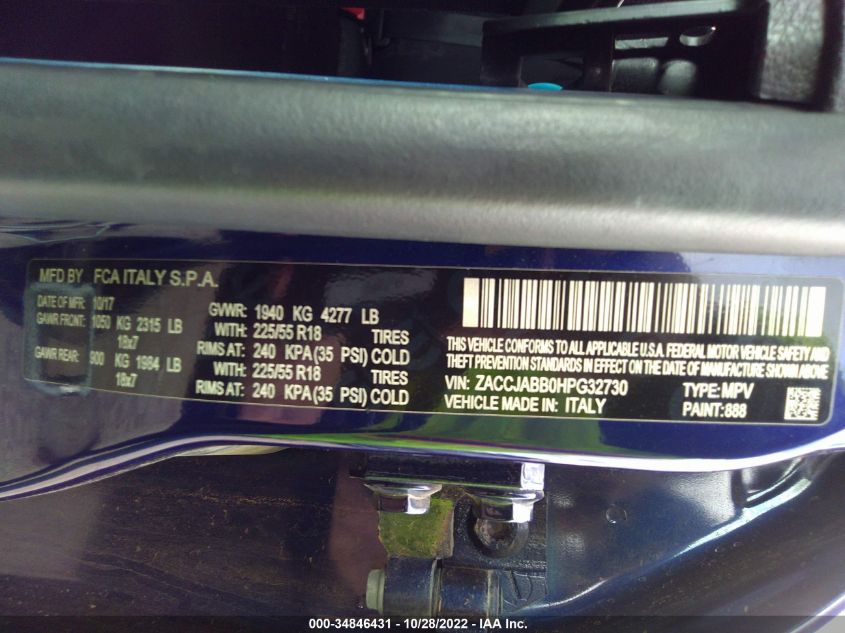 MFD BY FCA ITALY S.P.A.
DATE OF MFR: 10/17 GVWR: 1940 KG 4277 LB
GAWR FRONT: 1050 KG 2315 LB WITH: 225/55 R18 TIRES
18x7 RIMS AT: 240 KPA(35 PSI) COLD
GAWR REAR: 900 KG 1984 LB WITH: 225/55 R18 TIRES
18x7 RIMS AT: 240 KPA(35 PSI) COLD
THIS VEHICLE CONFORMS TO ALL APPLICABLE U.S.A. FEDERAL MOTOR VEHICLE SAFETY AND
THEFT PREVENTION STANDARDS IN EFFECT ON THE DATE OF MANUFACTURE SHOWN ABOVE.
VIN: ZACCJABB0HPG32730 TYPE: MPV
VEHICLE MADE IN: ITALY PAINT: 888
000-34846431 - 10/28/2022 - IAA Inc.